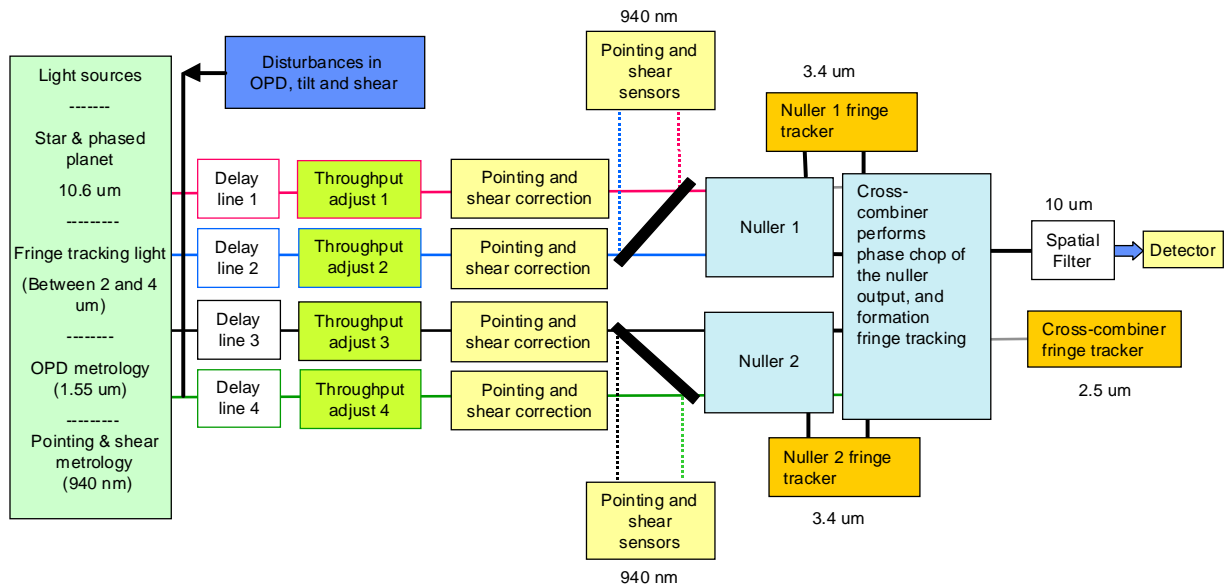 Light sources
-------
Star & phased
planet
10.6 um
---------
Fringe tracking light
(Between 2 and 4
um)
--------
OPD metrology
(1.55 um)
---------
Pointing & shear
metrology
(940 nm)
Disturbances in
OPD, tilt and shear
Delay
line 1
Throughput
adjust 1
Pointing and
shear correction
Delay
line 2
Throughput
adjust 2
Pointing and
shear correction
Delay
line 3
Throughput
adjust 3
Pointing and
shear correction
Delay
line 4
Throughput
adjust 4
Pointing and
shear correction
940 nm
Pointing and
shear
sensors
Pointing and
shear
sensors
940 nm
3.4 um
Nuller 1 fringe
tracker
Nuller 1
Nuller 2
Nuller 2 fringe
tracker
3.4 um
Cross-
combiner
performs
phase chop of
the nuller
output, and
formation
fringe tracking
10 um
Spatial
Filter
Detector
Cross-combiner
fringe tracker
2.5 um